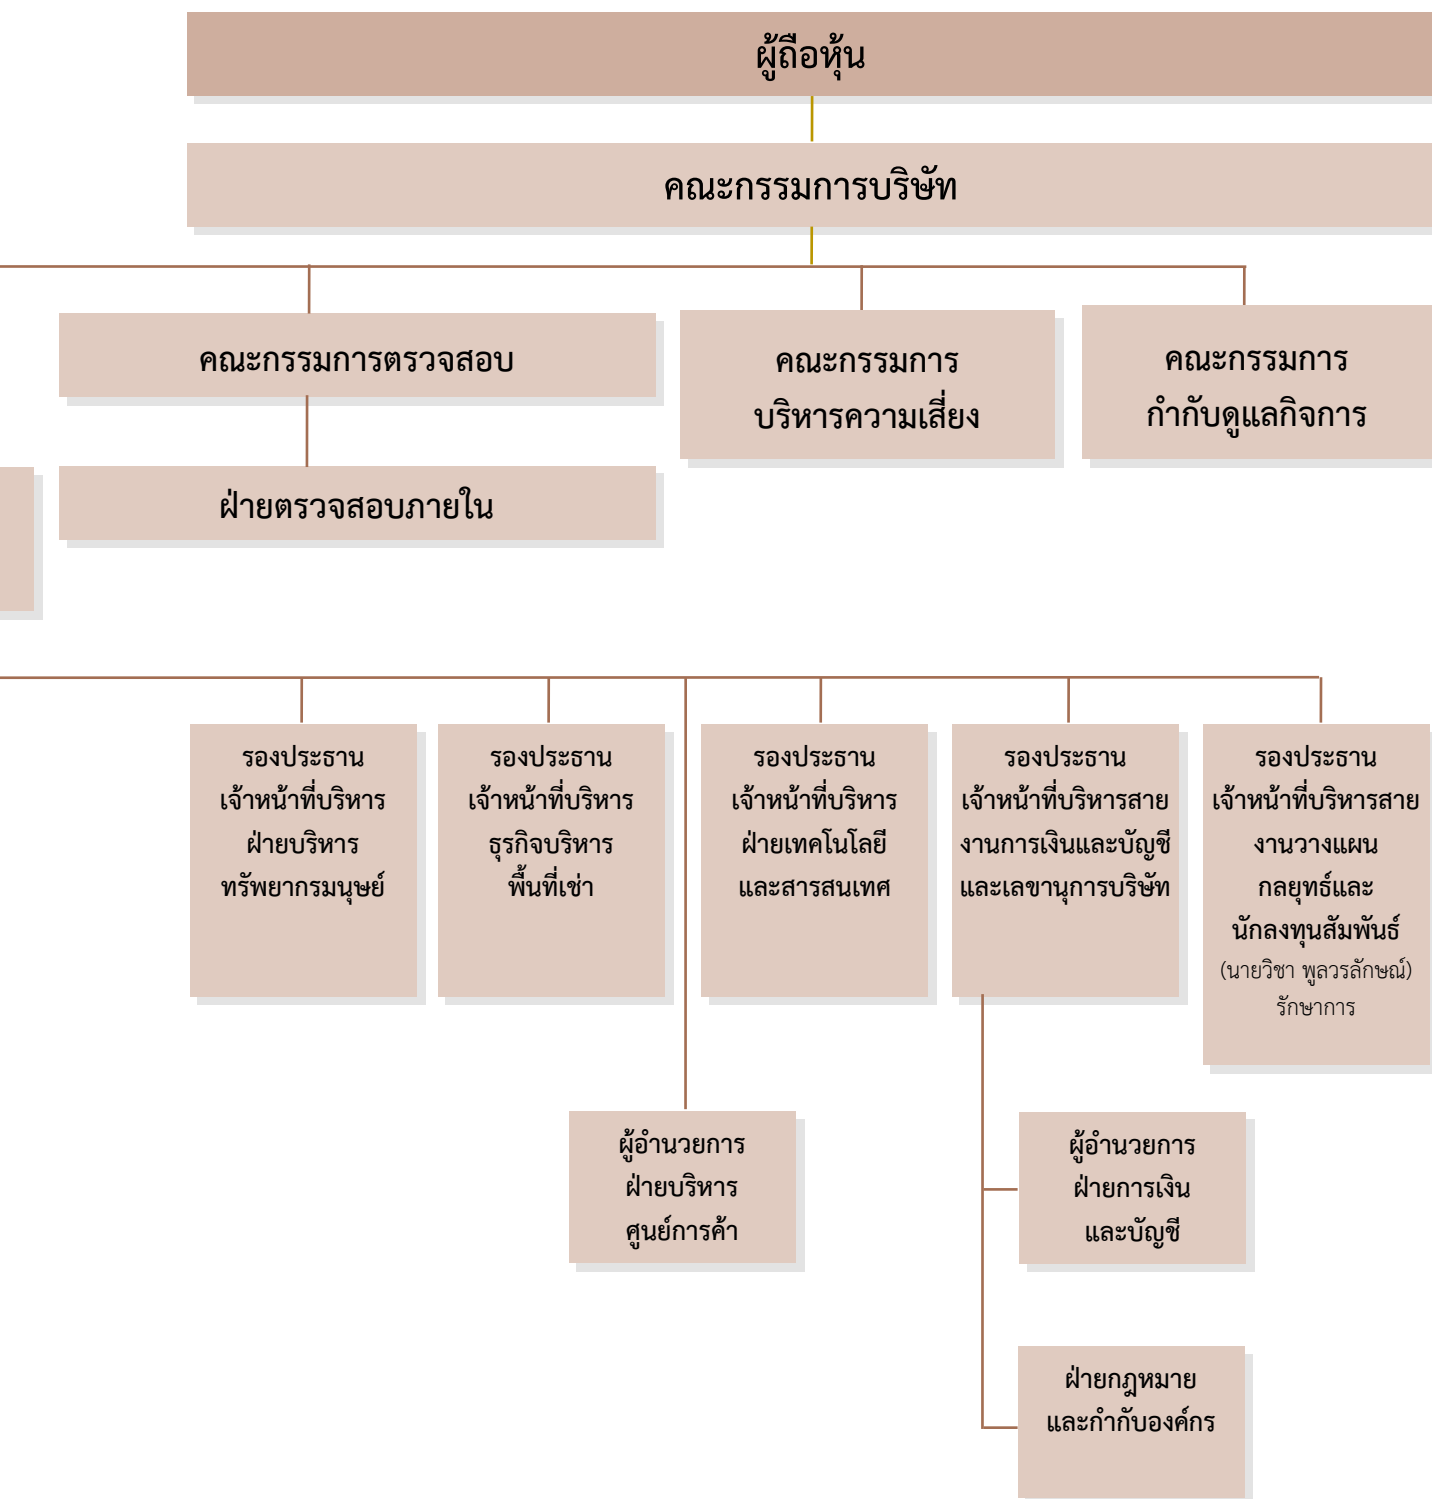 ผู้ถือหุ้น
คณะกรรมการบริษัท
คณะกรรมการตรวจสอบ
ฝ่ายตรวจสอบภายใน
คณะกรรมการ
บริหารความเสี่ยง
คณะกรรมการ
กำกับดูแลกิจการ
รองประธาน
เจ้าหน้าที่บริหาร
ฝ่ายบริหาร
ทรัพยากรมนุษย์
รองประธาน
เจ้าหน้าที่บริหาร
ธุรกิจบริหาร
พื้นที่เช่า
รองประธาน
เจ้าหน้าที่บริหาร
ฝ่ายเทคโนโลยี
และสารสนเทศ
รองประธาน
เจ้าหน้าที่บริหารสาย
งานการเงินและบัญชี
และเลขานุการบริษัท
รองประธาน
เจ้าหน้าที่บริหารสาย
งานวางแผน
กลยุทธ์และ
นักลงทุนสัมพันธ์
(นายวิชา พูลวรลักษณ์)
รักษาการ
ผู้อำนวยการ
ฝ่ายบริหาร
ศูนย์การค้า
ผู้อำนวยการ
ฝ่ายการเงิน
และบัญชี
ฝ่ายกฎหมาย
และกำกับองค์กร